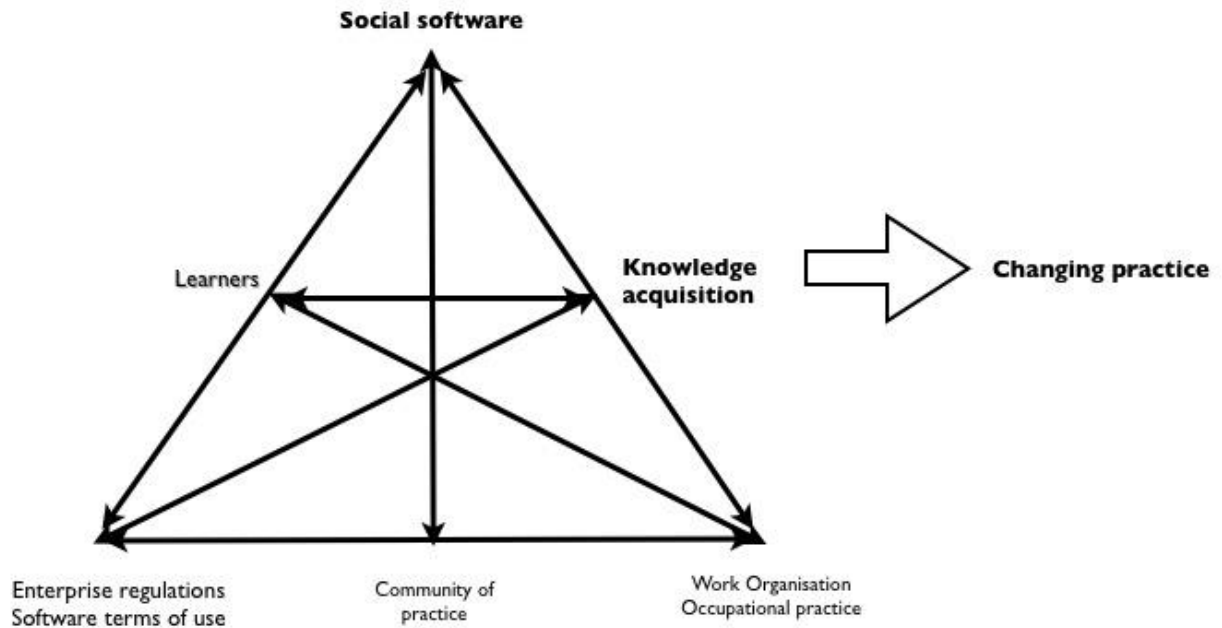 Social software
Learners
Knowledge
acquisition
Changing practice
Enterprise regulations
Software terms of use
Community of
practice
Work Organisation
Occupational practice